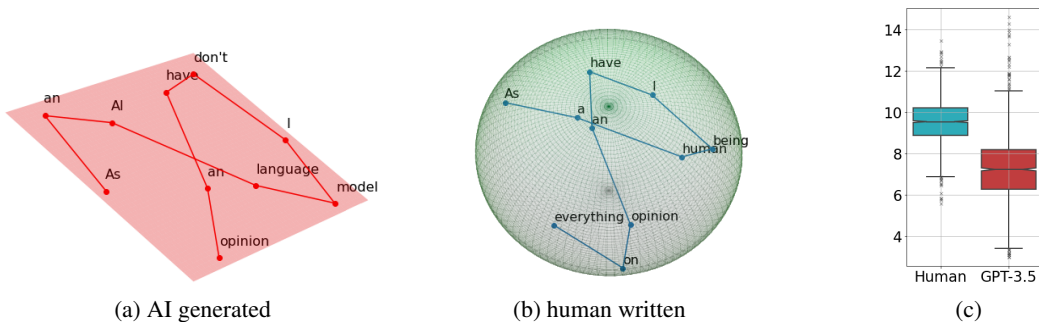 don't
have
an
AI
I
As
an
language
model
opinion
(a) AI generated
have
As
I
a
an
being
human
everything
opinion
on
(b) human written
14
12
10
8
6
4
Human GPT-3.5
(c)